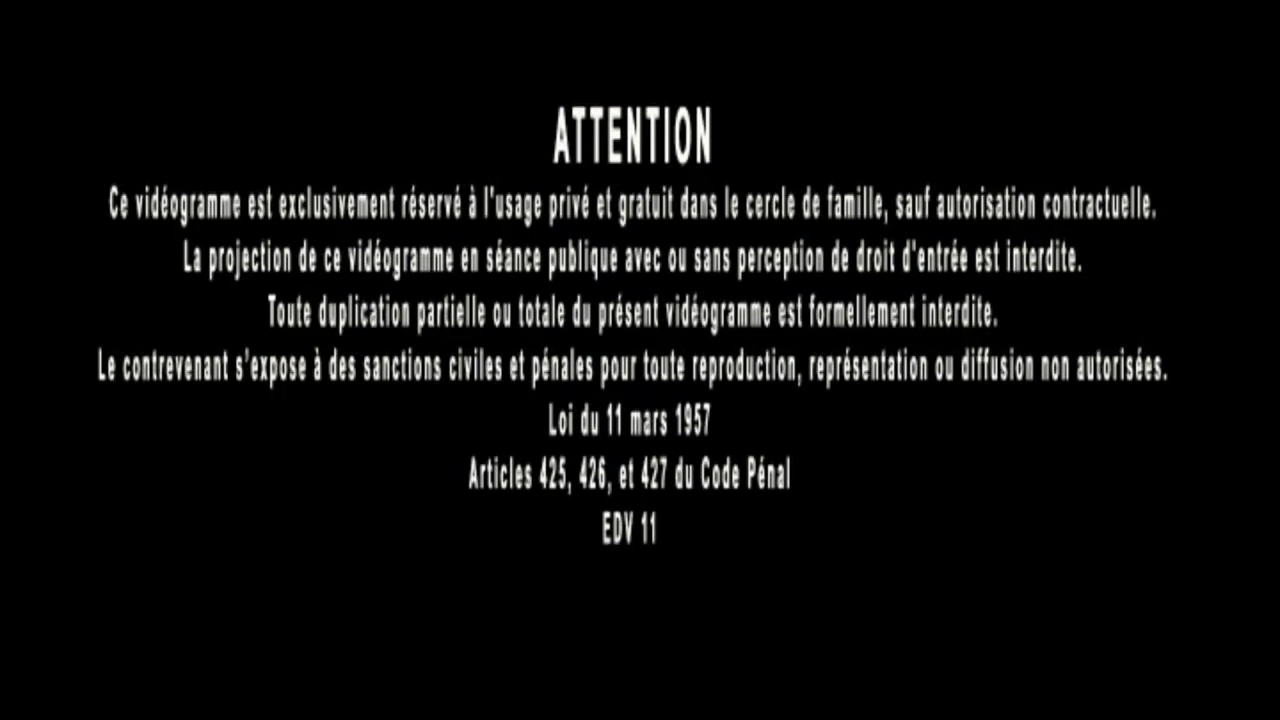 ATTENTION
Ce vidéogramme est exclusivement réservé à l'usage privé et gratuit dans le cercle de famille, sauf autorisation contractuelle.
La projection de ce vidéogramme en séance publique avec ou sans perception de droit d'entrée est interdite.
Toute duplication partielle ou totale du présent vidéogramme est formellement interdite.
Le contrevenant s'expose à des sanctions civiles et pénales pour toute reproduction, représentation ou diffusion non autorisées.
Loi du 11 mars 1957
Articles 425, 426, et 427 du Code Pénal
EDV 11